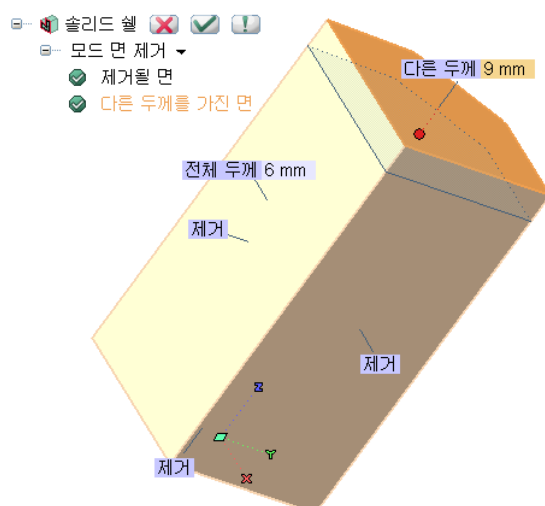 솔리드 쉘
모드 면 제거
제거될 면
다른 두께를 가진 면
다른 두께 9 mm
전체 두께 6 mm
제거
제거
제거
Z
Y
X